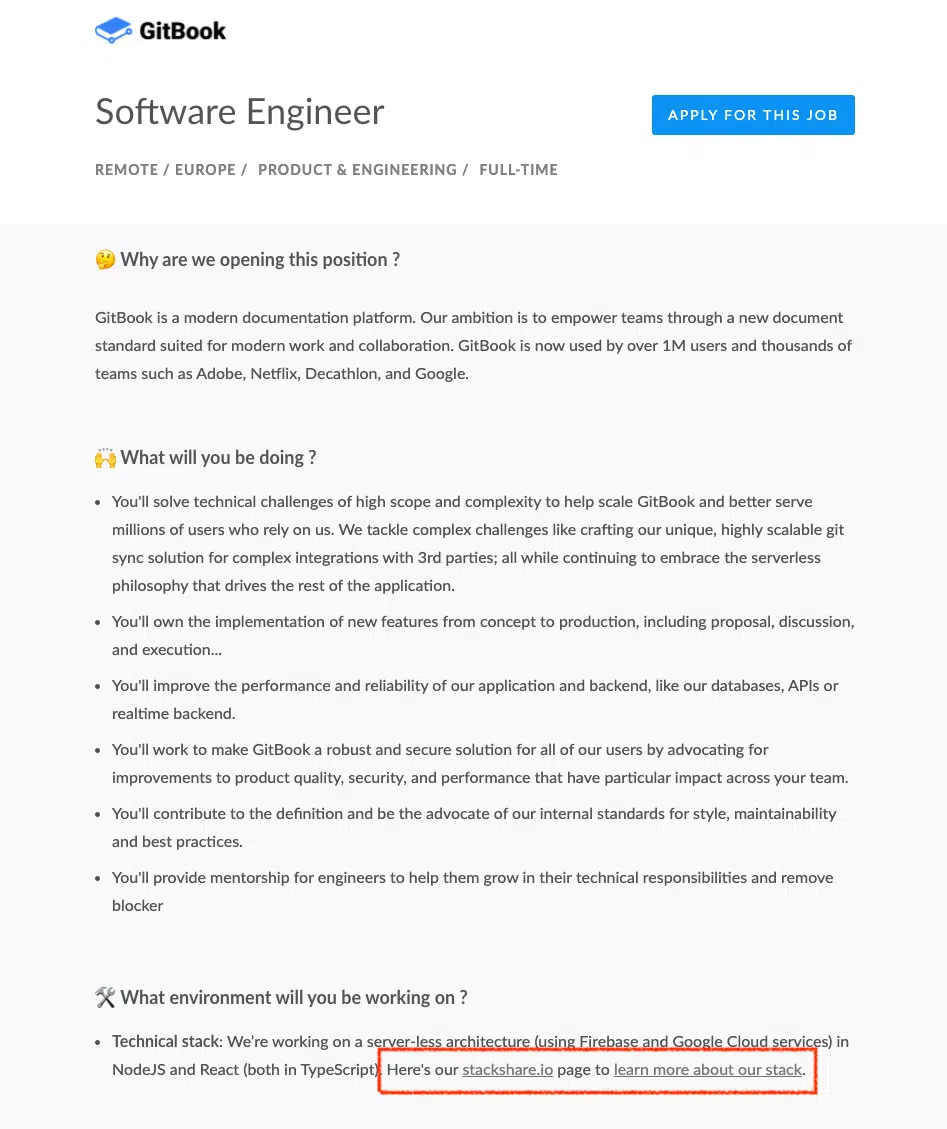 GitBook
Software Engineer
APPLY FOR THIS JOB
REMOTE / EUROPE / PRODUCT & ENGINEERING / FULL-TIME
🤔 Why are we opening this position ?
GitBook is a modern documentation platform. Our ambition is to empower teams through a new document
standard suited for modern work and collaboration. GitBook is now used by over 1M users and thousands of
teams such as Adobe, Netflix, Decathlon, and Google.
🙌 What will you be doing ?
• You'll solve technical challenges of high scope and complexity to help scale GitBook and better serve
millions of users who rely on us. We tackle complex challenges like crafting our unique, highly scalable git
sync solution for complex integrations with 3rd parties; all while continuing to embrace the serverless
philosophy that drives the rest of the application.
• You'll own the implementation of new features from concept to production, including proposal, discussion,
and execution...
• You'll improve the performance and reliability of our application and backend, like our databases, APIs or
realtime backend.
• You'll work to make GitBook a robust and secure solution for all of our users by advocating for
improvements to product quality, security, and performance that have particular impact across your team.
• You'll contribute to the definition and be the advocate of our internal standards for style, maintainability
and best practices.
• You'll provide mentorship for engineers to help them grow in their technical responsibilities and remove
blocker
🛠 What environment will you be working on ?
• Technical stack: We're working on a server-less architecture (using Firebase and Google Cloud services) in
NodeJS and React (both in TypeScript). Here's our stackshare.io page to learn more about our stack.